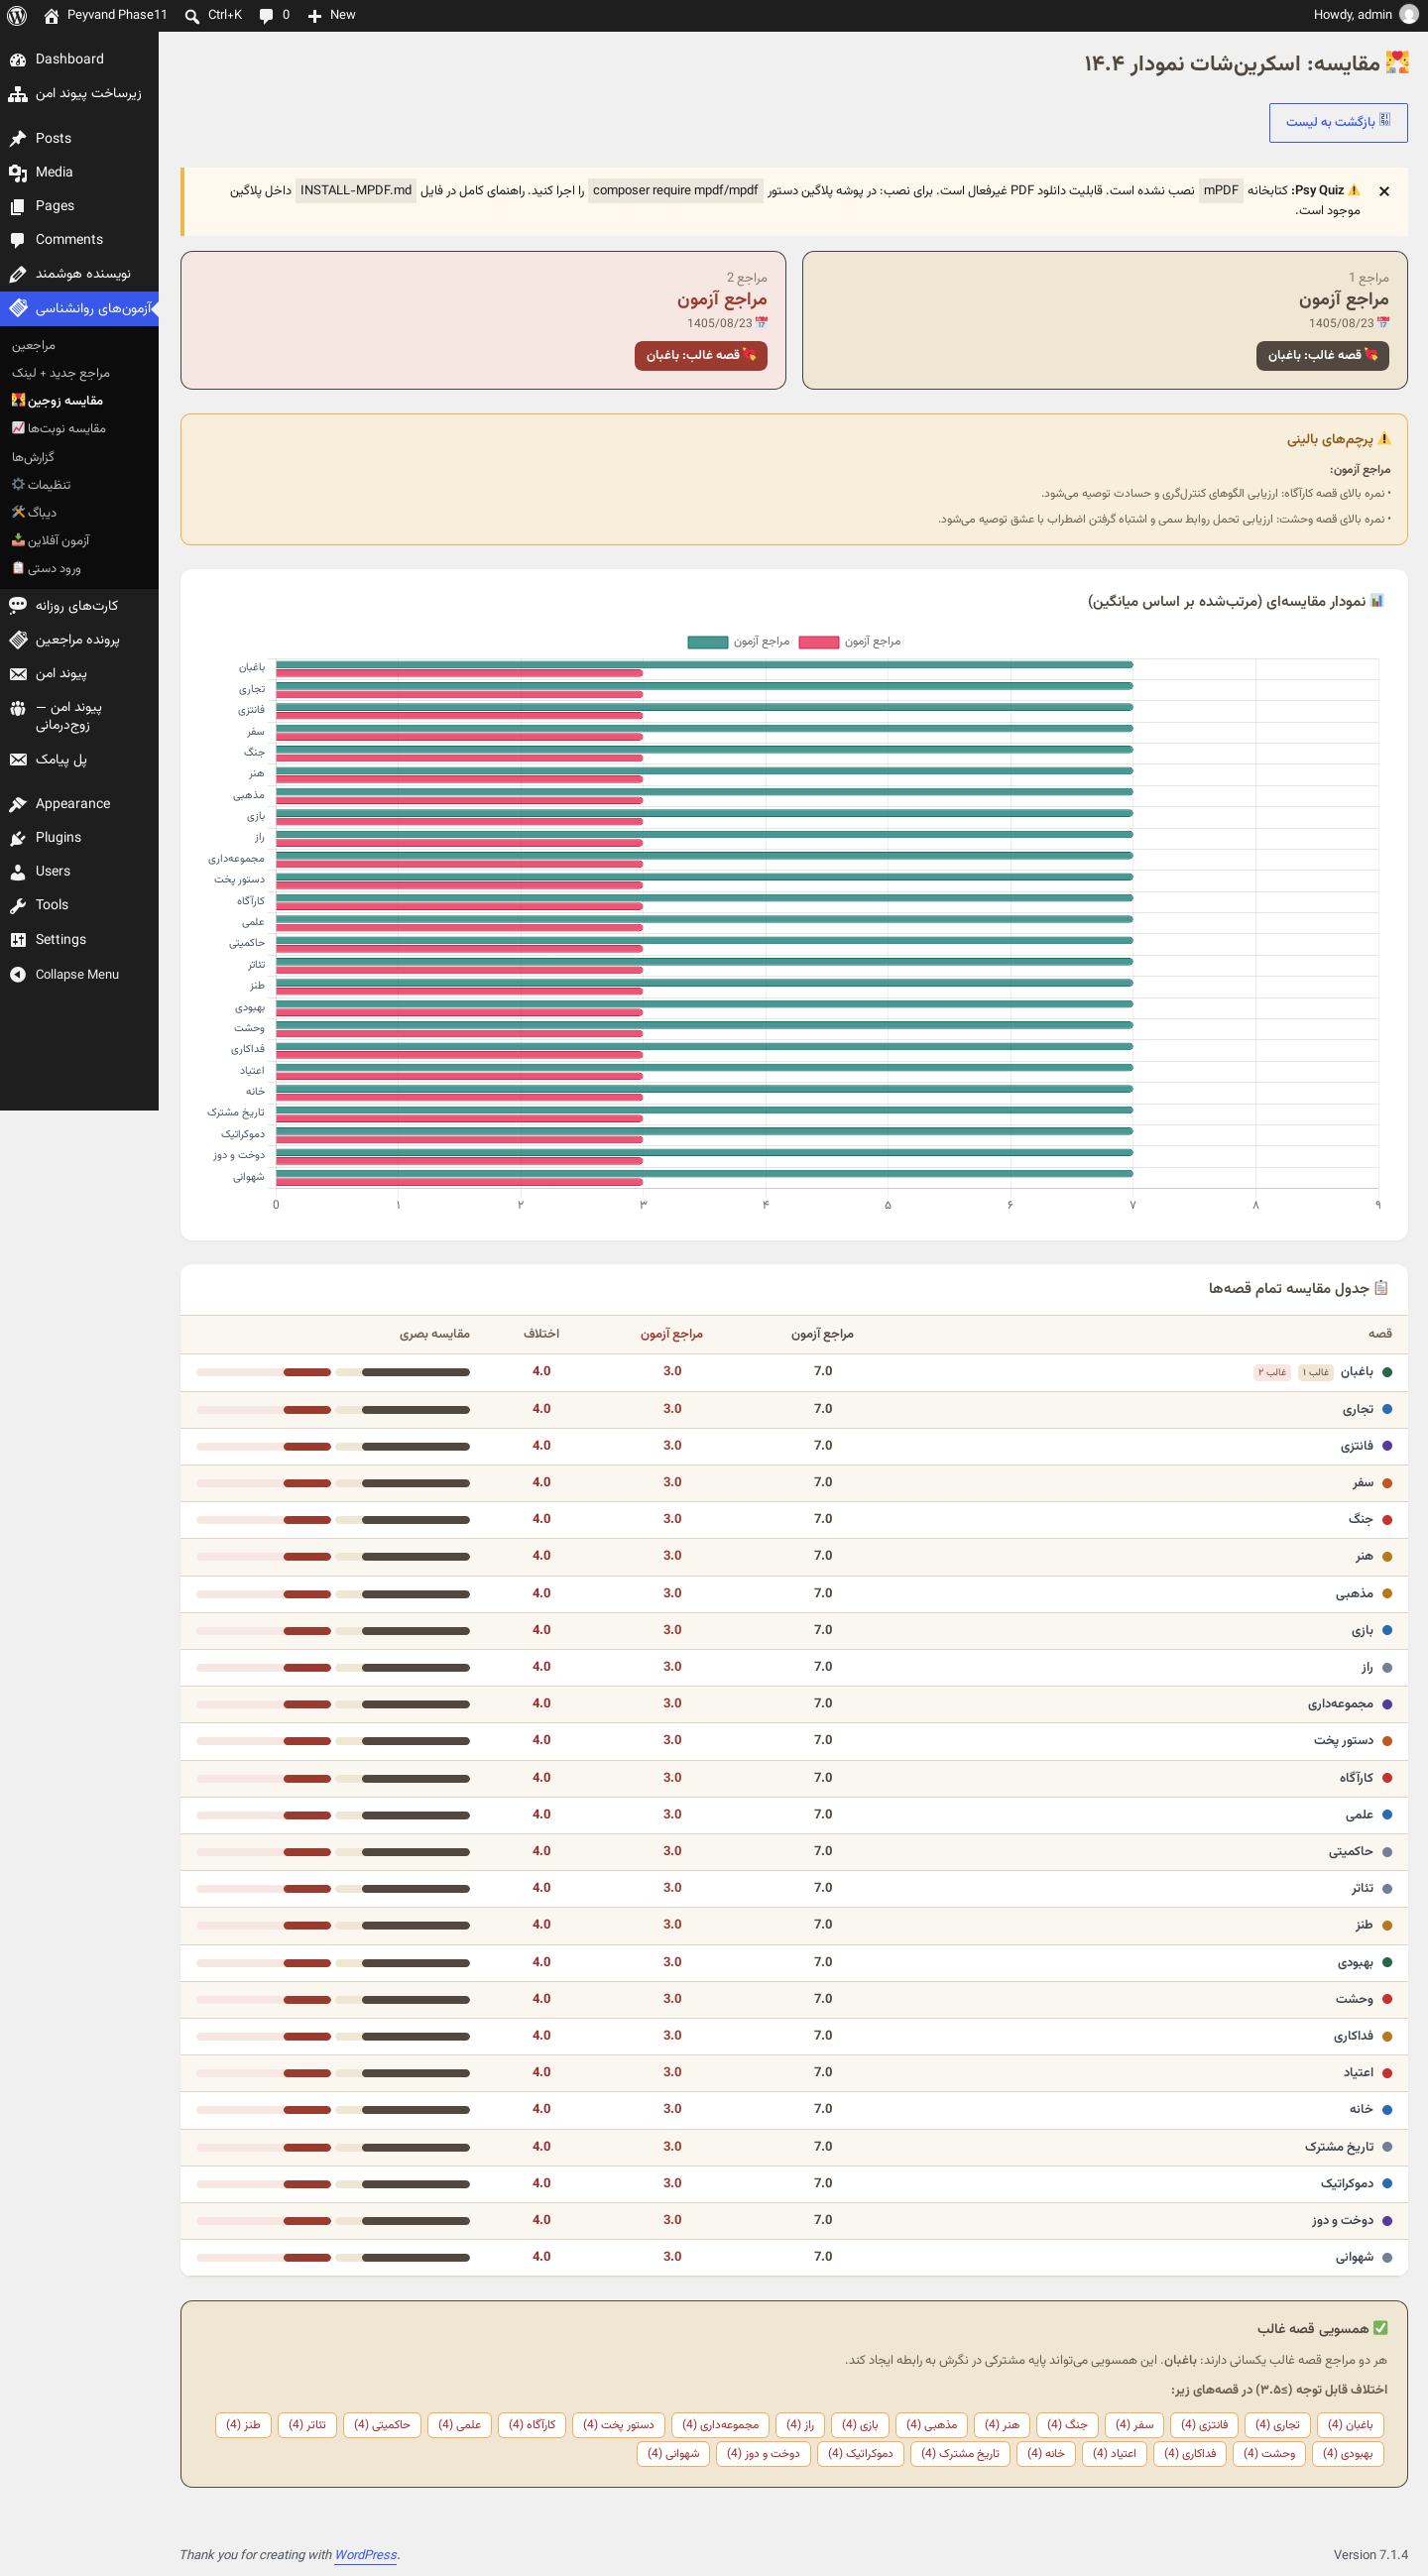 Peyvand Phase11 Ctrl+K 0 New Howdy, admin
Dashboard
زیرساخت پیوند امن
Posts
Media
Pages
Comments
نویسنده هوشمند
آزمون‌های روانشناسی
مراجعین
مراجع جدید + لینک
مقایسه زوجین
مقایسه نوبت‌ها
گزارش‌ها
تنظیمات
دیباگ
آزمون آفلاین
ورود دستی
کارت‌های روزانه
پرونده مراجعین
پیوند امن
پیوند امن —
زوج‌درمانی
پل پیامک
Appearance
Plugins
Users
Tools
Settings
Collapse Menu
مقایسه: اسکرین‌شات نمودار ۱۴.۴
بازگشت به لیست
Psy Quiz: کتابخانه mPDF نصب نشده است. قابلیت دانلود PDF غیرفعال است. برای نصب: در پوشه پلاگین دستور composer require mpdf/mpdf را اجرا کنید. راهنمای کامل در فایل INSTALL-MPDF.md داخل پلاگین
موجود است.
مراجع 1
مراجع آزمون
1405/08/23
قصه غالب: باغبان
مراجع 2
مراجع آزمون
1405/08/23
قصه غالب: باغبان
پرچم‌های بالینی
مراجع آزمون:
• نمره بالای قصه کارآگاه: ارزیابی الگوهای کنترل‌گری و حسادت توصیه می‌شود.
• نمره بالای قصه وحشت: ارزیابی تحمل روابط سمی و اشتباه گرفتن اضطراب با عشق توصیه می‌شود.
نمودار مقایسه‌ای (مرتب‌شده بر اساس میانگین)
مراجع آزمون مراجع آزمون
باغبان
تجاری
فانتزی
سفر
جنگ
هنر
مذهبی
بازی
راز
مجموعه‌داری
دستور پخت
کارآگاه
علمی
حاکمیتی
تئاتر
طنز
بهبودی
وحشت
فداکاری
اعتیاد
خانه
تاریخ مشترک
دموکراتیک
دوخت و دوز
شهوانی
0 ۱ ۲ ۳ ۴ ۵ ۶ ۷ ۸ ۹
جدول مقایسه تمام قصه‌ها
قصه مراجع آزمون مراجع آزمون اختلاف مقایسه بصری
باغبان غالب ۱ غالب ۲ 7.0 3.0 4.0
تجاری 7.0 3.0 4.0
فانتزی 7.0 3.0 4.0
سفر 7.0 3.0 4.0
جنگ 7.0 3.0 4.0
هنر 7.0 3.0 4.0
مذهبی 7.0 3.0 4.0
بازی 7.0 3.0 4.0
راز 7.0 3.0 4.0
مجموعه‌داری 7.0 3.0 4.0
دستور پخت 7.0 3.0 4.0
کارآگاه 7.0 3.0 4.0
علمی 7.0 3.0 4.0
حاکمیتی 7.0 3.0 4.0
تئاتر 7.0 3.0 4.0
طنز 7.0 3.0 4.0
بهبودی 7.0 3.0 4.0
وحشت 7.0 3.0 4.0
فداکاری 7.0 3.0 4.0
اعتیاد 7.0 3.0 4.0
خانه 7.0 3.0 4.0
تاریخ مشترک 7.0 3.0 4.0
دموکراتیک 7.0 3.0 4.0
دوخت و دوز 7.0 3.0 4.0
شهوانی 7.0 3.0 4.0
همسویی قصه غالب
هر دو مراجع قصه غالب یکسانی دارند: باغبان. این همسویی می‌تواند پایه مشترکی در نگرش به رابطه ایجاد کند.
اختلاف قابل توجه (≥۳.۵) در قصه‌های زیر:
باغبان (4) تجاری (4) فانتزی (4) سفر (4) جنگ (4) هنر (4) مذهبی (4) بازی (4) راز (4) مجموعه‌داری (4) دستور پخت (4) کارآگاه (4) علمی (4) حاکمیتی (4) تئاتر (4) طنز (4)
بهبودی (4) وحشت (4) فداکاری (4) اعتیاد (4) خانه (4) تاریخ مشترک (4) دموکراتیک (4) دوخت و دوز (4) شهوانی (4)
Thank you for creating with WordPress. Version 7.1.4